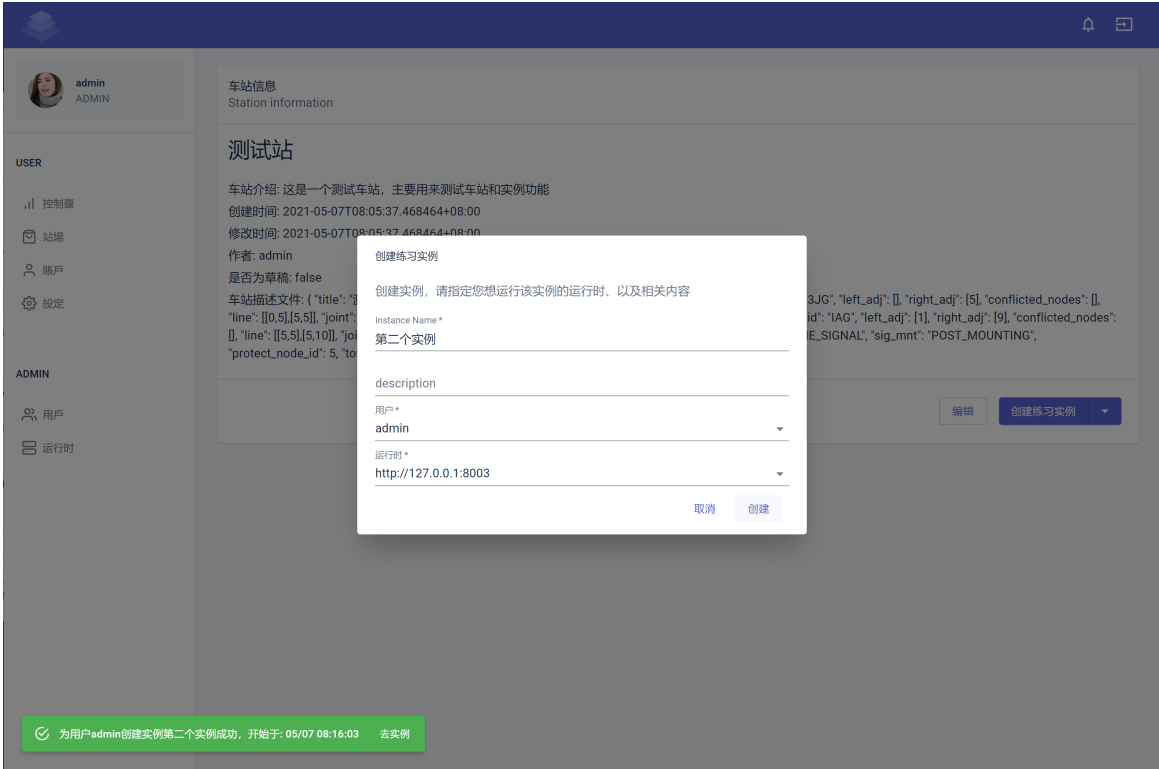 admin
ADMIN
USER
控制臺
站場
賬戶
設定
ADMIN
用戶
运行时
车站信息
Station information
测试站
车站介绍: 这是一个测试车站，主要用来测试车站和实例功能
创建时间: 2021-05-07T08:05:37.468464+08:00
修改时间: 2021-05-07T08:05:37.468464+08:00
作者: admin
是否为草稿: false
车站描述文件: { "title": 3JG", "left_adj": [], "right_adj": [5], "conflicted_nodes": [],
"line": [[0,5],[5,5]], "joint": id": "IAG", "left_adj": [1], "right_adj": [9], "conflicted_nodes":
[], "line": [[5,5],[5,10]], "joi E_SIGNAL", "sig_mnt": "POST_MOUNTING",
"protect_node_id": 5, "to
编辑
创建练习实例
创建练习实例
创建实例，请指定您想运行该实例的运行时、以及相关内容
Instance Name *
第二个实例
description
用户 *
admin
运行时 *
http://127.0.0.1:8003
取消
创建
为用户admin创建实例第二个实例成功，开始于: 05/07 08:16:03
去实例